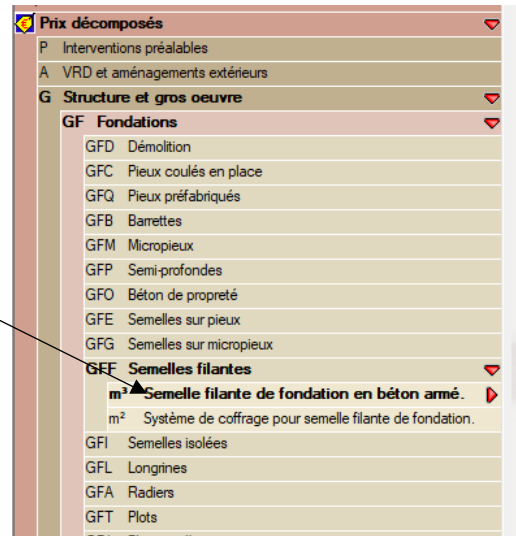 € Prix décomposés
P Interventions préalables
A VRD et aménagements extérieurs
G Structure et gros oeuvre
GF Fondations
GFD Démolition
GFC Pieux coulés en place
GFQ Pieux préfabriqués
GFB Barrettes
GFM Micropieux
GFP Semi-profondes
GFO Béton de propreté
GFE Semelles sur pieux
GFG Semelles sur micropieux
GFF Semelles filantes
m³ Semelle filante de fondation en béton armé.
m² Système de coffrage pour semelle filante de fondation.
GFI Semelles isolées
GFL Longrines
GFA Radiers
GFT Plots